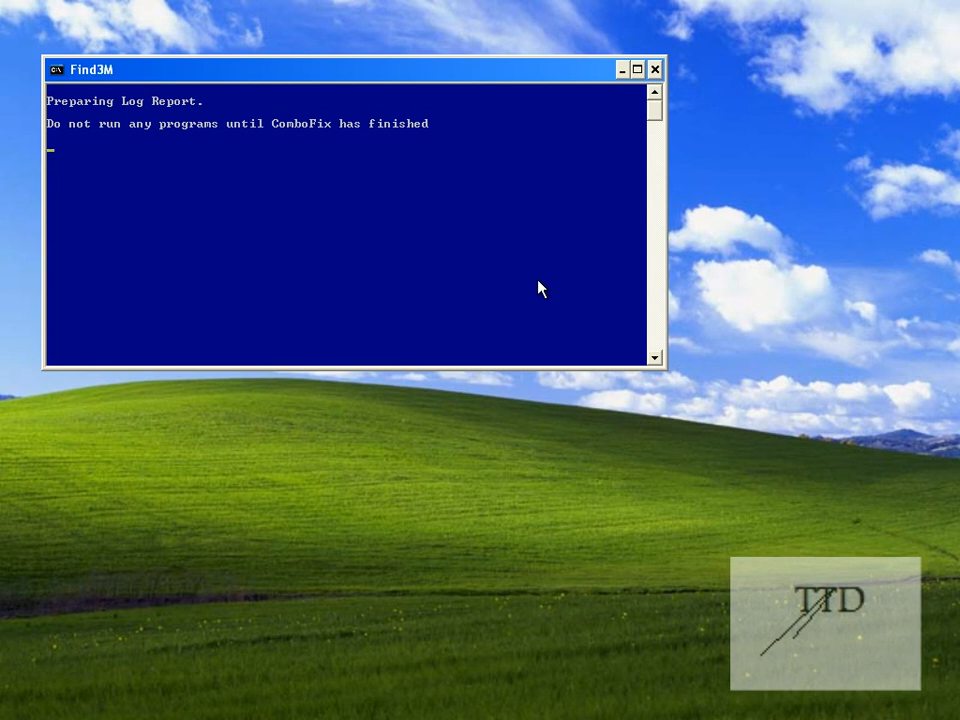 Find3M
Preparing Log Report.
Do not run any programs until ComboFix has finished
TTD